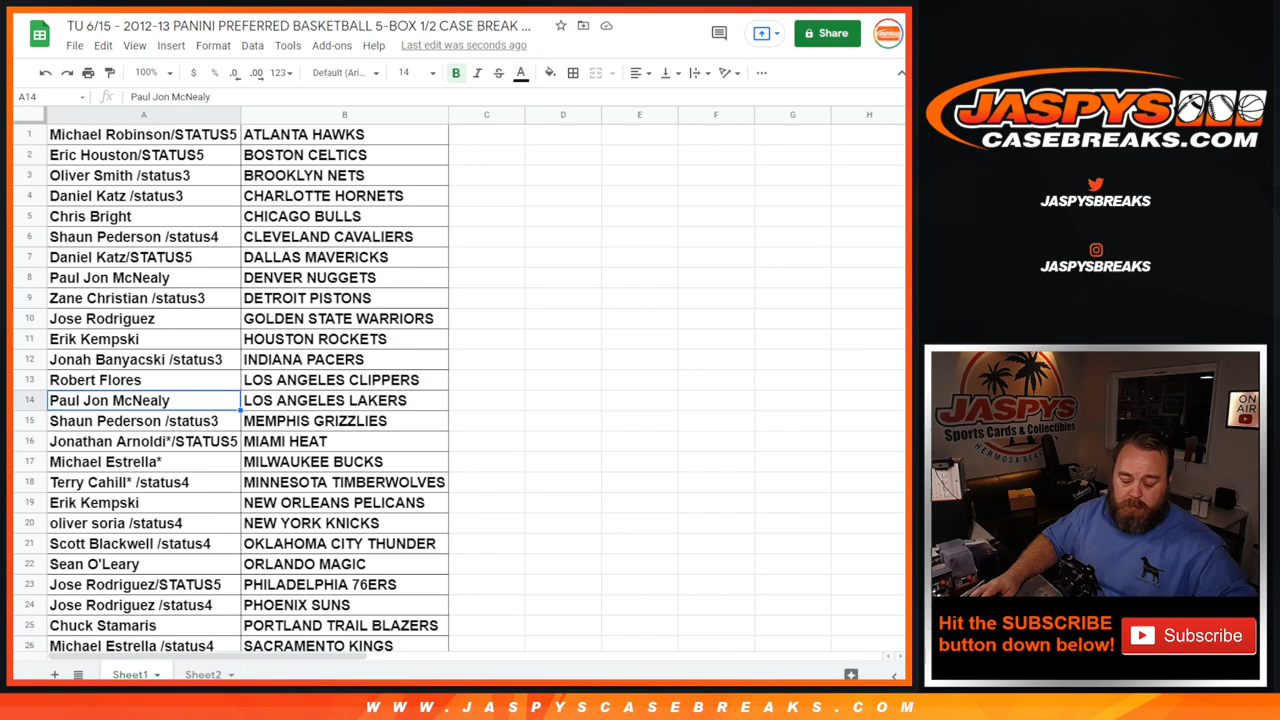 TU 6/15 - 2012-13 PANINI PREFERRED BASKETBALL 5-BOX 1/2 CASE BREAK ...
File Edit View Insert Format Data Tools Add-ons Help Last edit was seconds ago
Share
100% $ % .0 .00 123 Default (Ari... 14 B I S A
A14 fx Paul Jon McNealy
A B C D E F G H
1 Michael Robinson/STATUS5 ATLANTA HAWKS
2 Eric Houston/STATUS5 BOSTON CELTICS
3 Oliver Smith /status3 BROOKLYN NETS
4 Daniel Katz /status3 CHARLOTTE HORNETS
5 Chris Bright CHICAGO BULLS
6 Shaun Pederson /status4 CLEVELAND CAVALIERS
7 Daniel Katz/STATUS5 DALLAS MAVERICKS
8 Paul Jon McNealy DENVER NUGGETS
9 Zane Christian /status3 DETROIT PISTONS
10 Jose Rodriguez GOLDEN STATE WARRIORS
11 Erik Kempski HOUSTON ROCKETS
12 Jonah Banyacski /status3 INDIANA PACERS
13 Robert Flores LOS ANGELES CLIPPERS
14 Paul Jon McNealy LOS ANGELES LAKERS
15 Shaun Pederson /status3 MEMPHIS GRIZZLIES
16 Jonathan Arnoldi*/STATUS5 MIAMI HEAT
17 Michael Estrella* MILWAUKEE BUCKS
18 Terry Cahill* /status4 MINNESOTA TIMBERWOLVES
19 Erik Kempski NEW ORLEANS PELICANS
20 oliver soria /status4 NEW YORK KNICKS
21 Scott Blackwell /status4 OKLAHOMA CITY THUNDER
22 Sean O'Leary ORLANDO MAGIC
23 Jose Rodriguez/STATUS5 PHILADELPHIA 76ERS
24 Jose Rodriguez /status4 PHOENIX SUNS
25 Chuck Stamaris PORTLAND TRAIL BLAZERS
26 Michael Estrella /status4 SACRAMENTO KINGS
Sheet1 Sheet2
JASPYS
CASEBREAKS.COM
JASPYSBREAKS
JASPYSBREAKS
JASPYS
Sports Cards & Collectibles
HERMOSA BEACH
ON
AIR
Hit the SUBSCRIBE
button down below!
Subscribe
WWW.JASPYSCASEBREAKS.COM